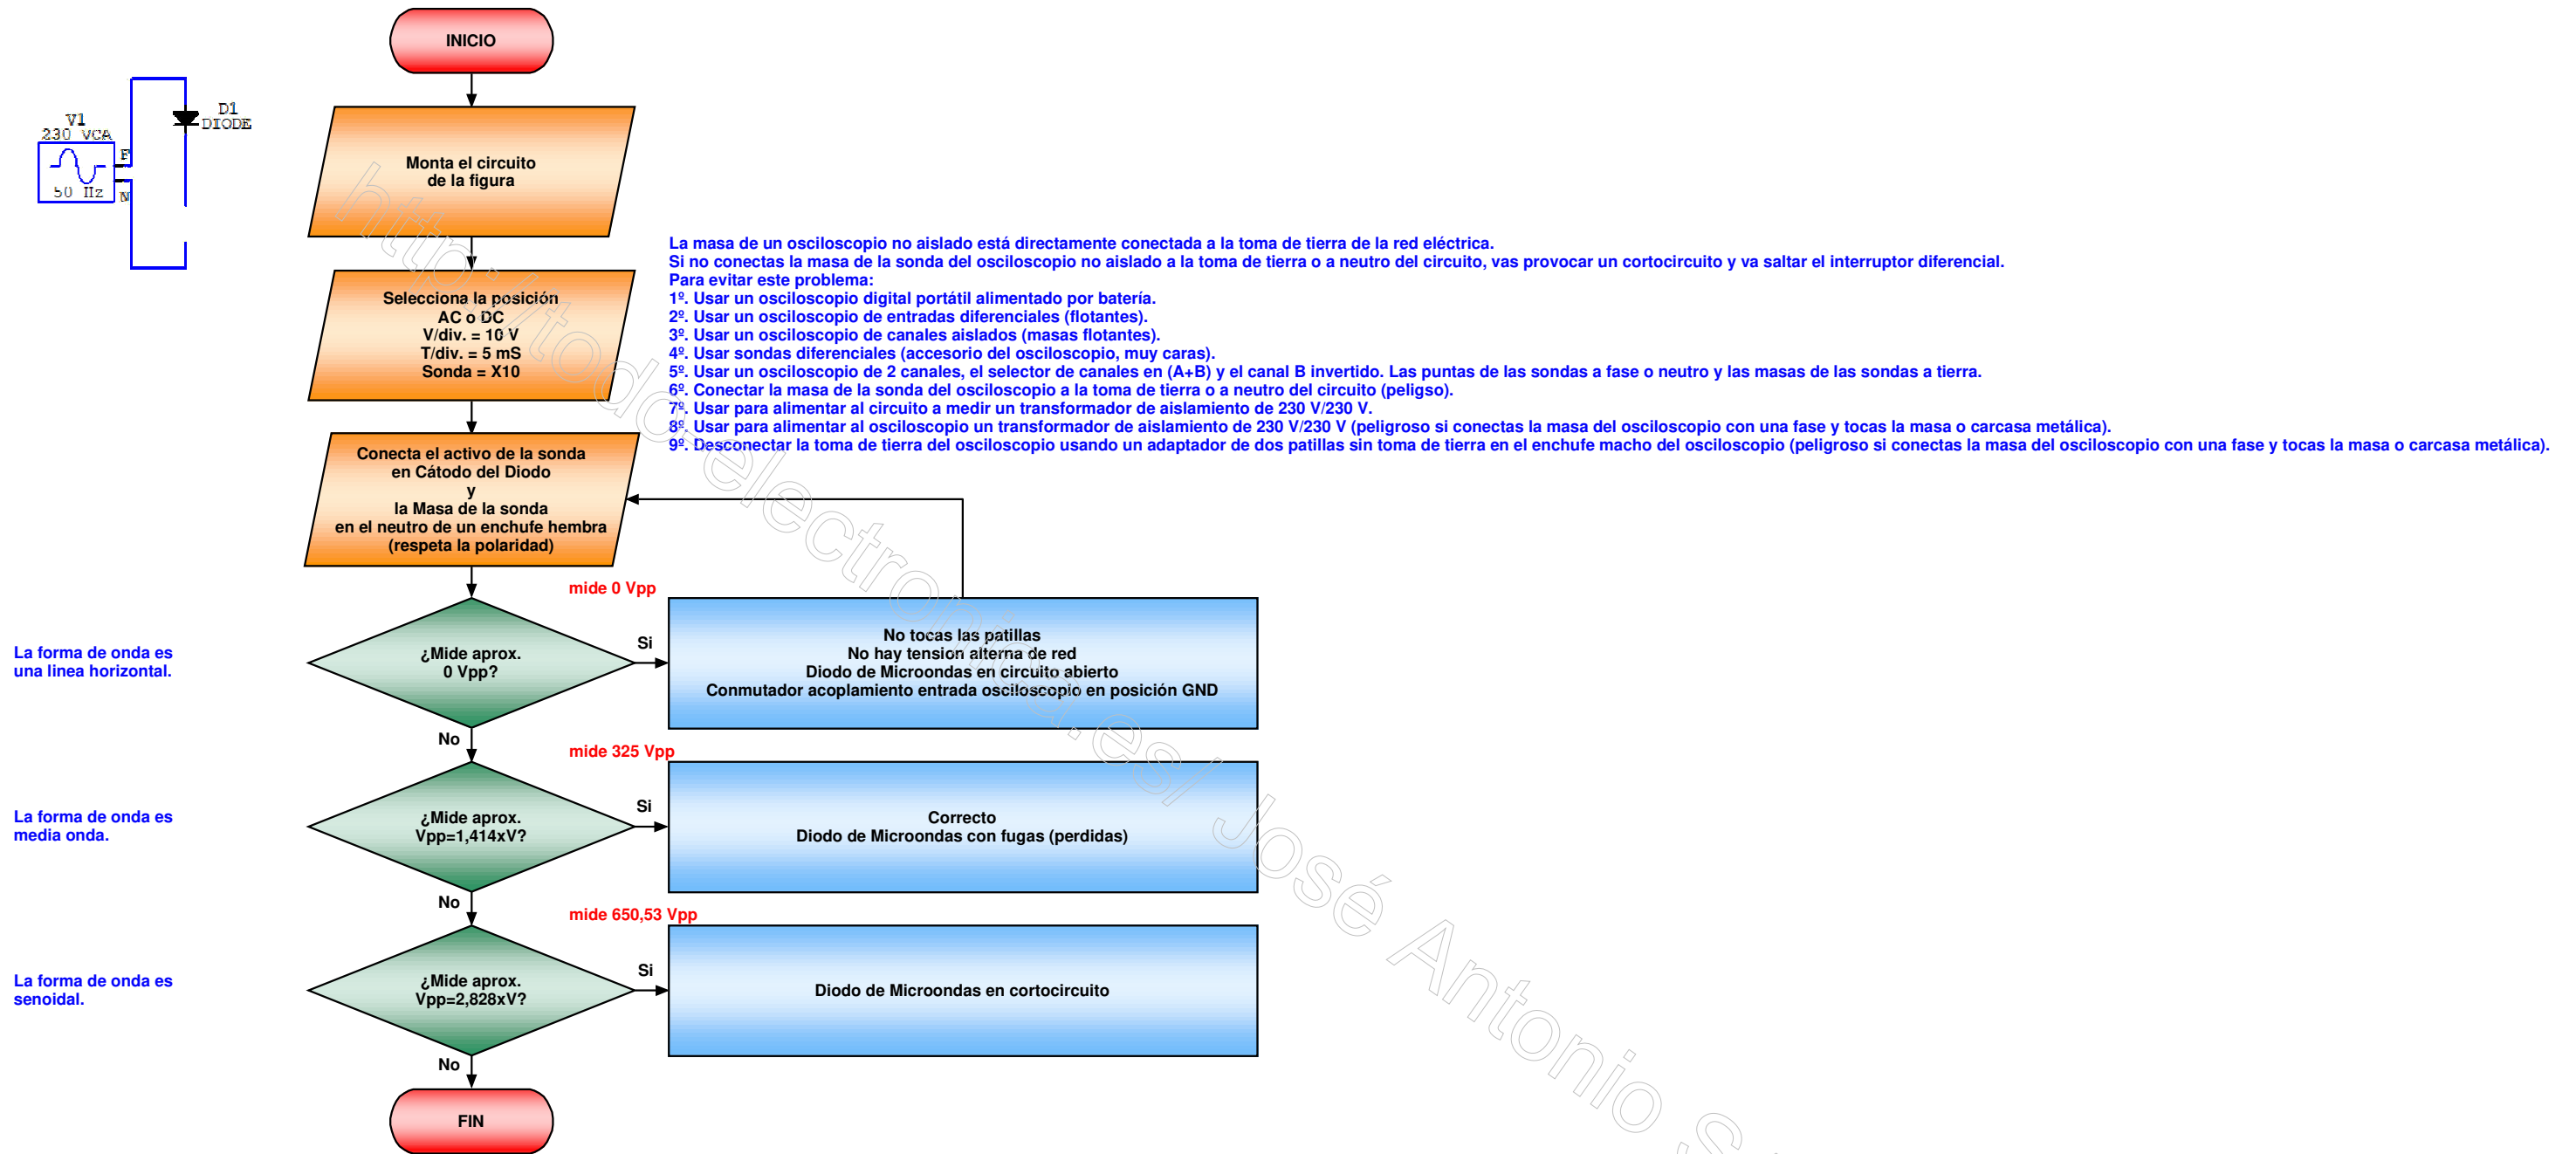 INICIO
V1
230 VCA
F
N
50 Hz
D1
DIODE
Monta el circuito
de la figura
Selecciona la posición
AC o DC
V/div. = 10 V
T/div. = 5 mS
Sonda = X10
La masa de un osciloscopio no aislado está directamente conectada a la toma de tierra de la red eléctrica.
Si no conectas la masa de la sonda del osciloscopio no aislado a la toma de tierra o a neutro del circuito, vas provocar un cortocircuito y va saltar el interruptor diferencial.
Para evitar este problema:
1º. Usar un osciloscopio digital portátil alimentado por batería.
2º. Usar un osciloscopio de entradas diferenciales (flotantes).
3º. Usar un osciloscopio de canales aislados (masas flotantes).
4º. Usar sondas diferenciales (accesorio del osciloscopio, muy caras).
5º. Usar un osciloscopio de 2 canales, el selector de canales en (A+B) y el canal B invertido. Las puntas de las sondas a fase o neutro y las masas de las sondas a tierra.
6º. Conectar la masa de la sonda del osciloscopio a la toma de tierra o a neutro del circuito (peligso).
7º. Usar para alimentar al circuito a medir un transformador de aislamiento de 230 V/230 V.
8º. Usar para alimentar al osciloscopio un transformador de aislamiento de 230 V/230 V (peligroso si conectas la masa del osciloscopio con una fase y tocas la masa o carcasa metálica).
9º. Desconectar la toma de tierra del osciloscopio usando un adaptador de dos patillas sin toma de tierra en el enchufe macho del osciloscopio (peligroso si conectas la masa del osciloscopio con una fase y tocas la masa o carcasa metálica).
Conecta el activo de la sonda
en Cátodo del Diodo
y
la Masa de la sonda
en el neutro de un enchufe hembra
(respeta la polaridad)
mide 0 Vpp
La forma de onda es
una linea horizontal.
¿Mide aprox.
0 Vpp?
Si
No
No tocas las patillas
No hay tension alterna de red
Diodo de Microondas en circuito abierto
Conmutador acoplamiento entrada osciloscopio en posición GND
mide 325 Vpp
La forma de onda es
media onda.
¿Mide aprox.
Vpp=1,414xV?
Si
No
Correcto
Diodo de Microondas con fugas (perdidas)
mide 650,53 Vpp
La forma de onda es
senoidal.
¿Mide aprox.
Vpp=2,828xV?
Si
No
Diodo de Microondas en cortocircuito
FIN
http://todoelectronica.es/ José Antonio S